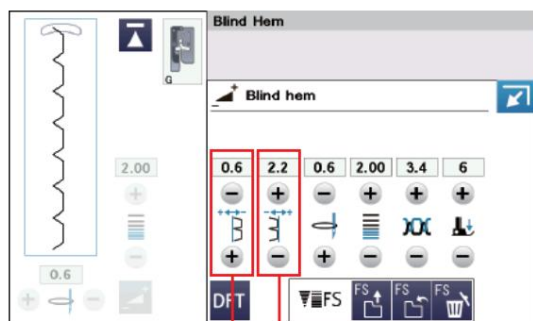 Blind Hem
G
Blind hem
2.00
0.6
0.6 2.2 0.6 2.00 3.4 6
DFT
FS
FS
FS
FS